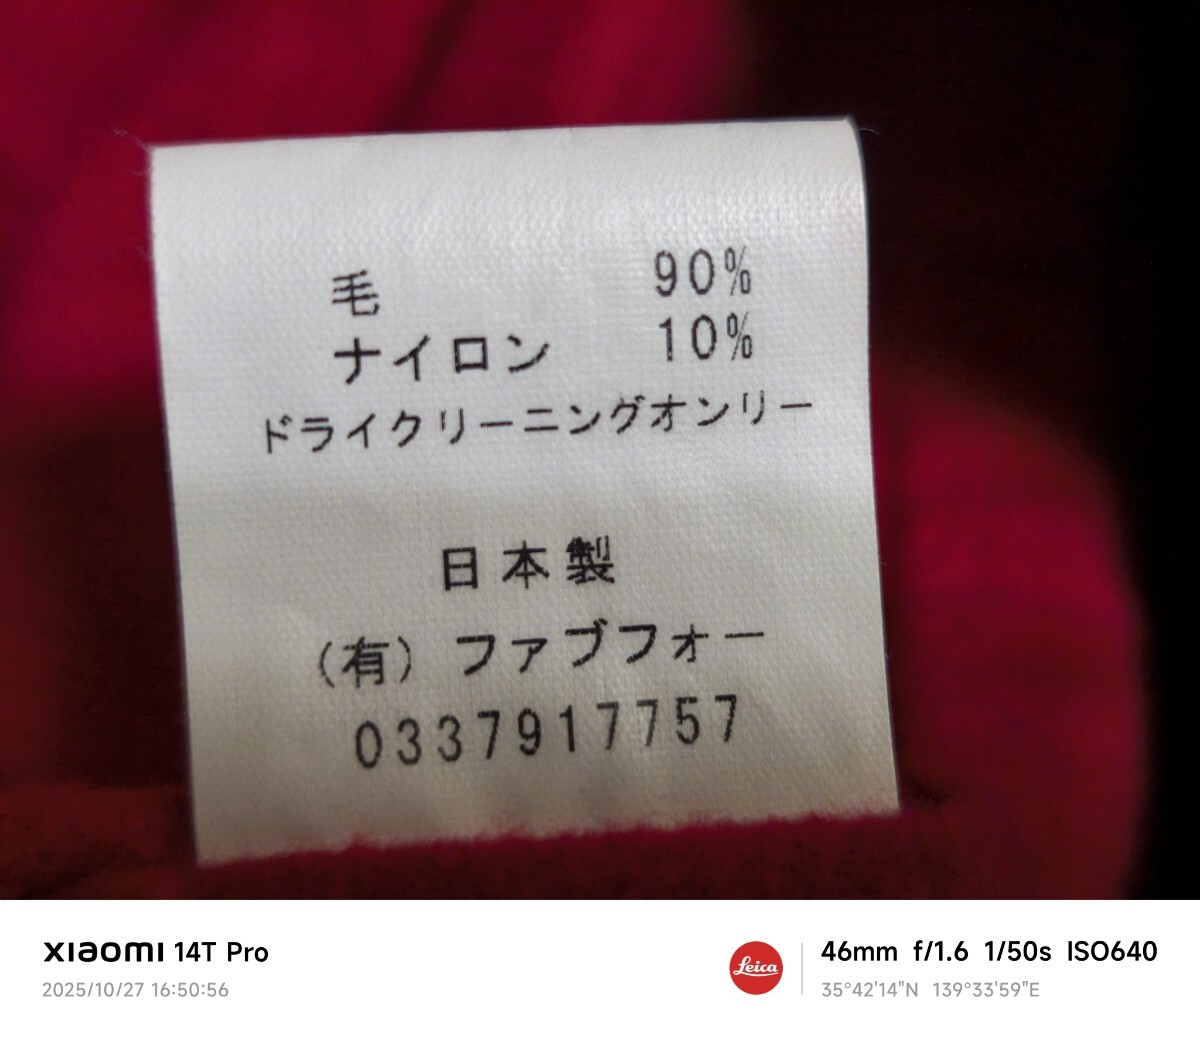 毛 90%
ナイロン 10%
ドライクリーニングオンリー
日本製
(有) ファブフォー
0337917757
xiaomi 14T Pro
2025/10/27 16:50:56
Leica
46mm f/1.6 1/50s ISO640
35°42'14"N 139°33'59"E